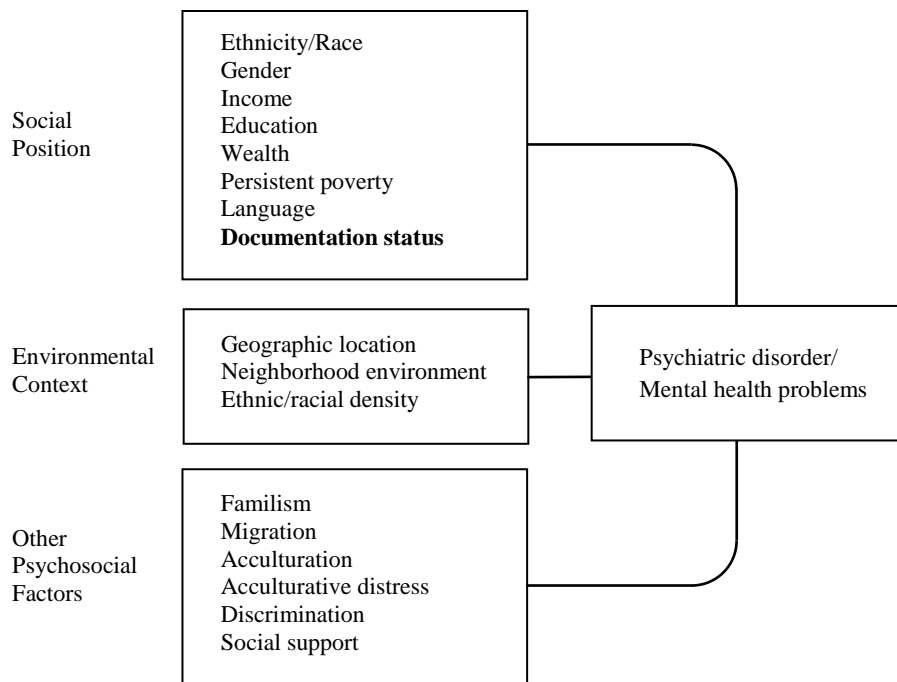 Social
Position
Ethnicity/Race
Gender
Income
Education
Wealth
Persistent poverty
Language
Documentation status
Environmental
Context
Geographic location
Neighborhood environment
Ethnic/racial density
Psychiatric disorder/
Mental health problems
Other
Psychosocial
Factors
Familism
Migration
Acculturation
Acculturative distress
Discrimination
Social support